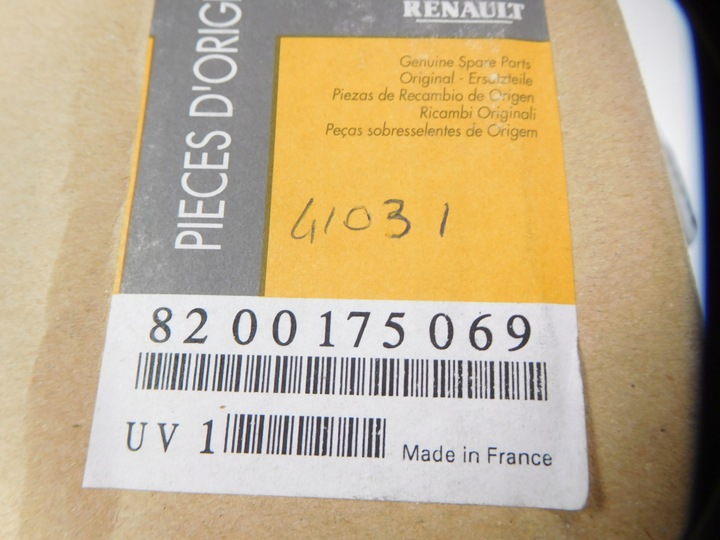 RENAULT
PIECES D'ORIG
Genuine Spare Parts
Original - Ersatzteile
Piezas de Recambio de Origen
Ricambi Originali
Peças sobresselentes de Origem
41031
8200175069
UV 1
Made in France